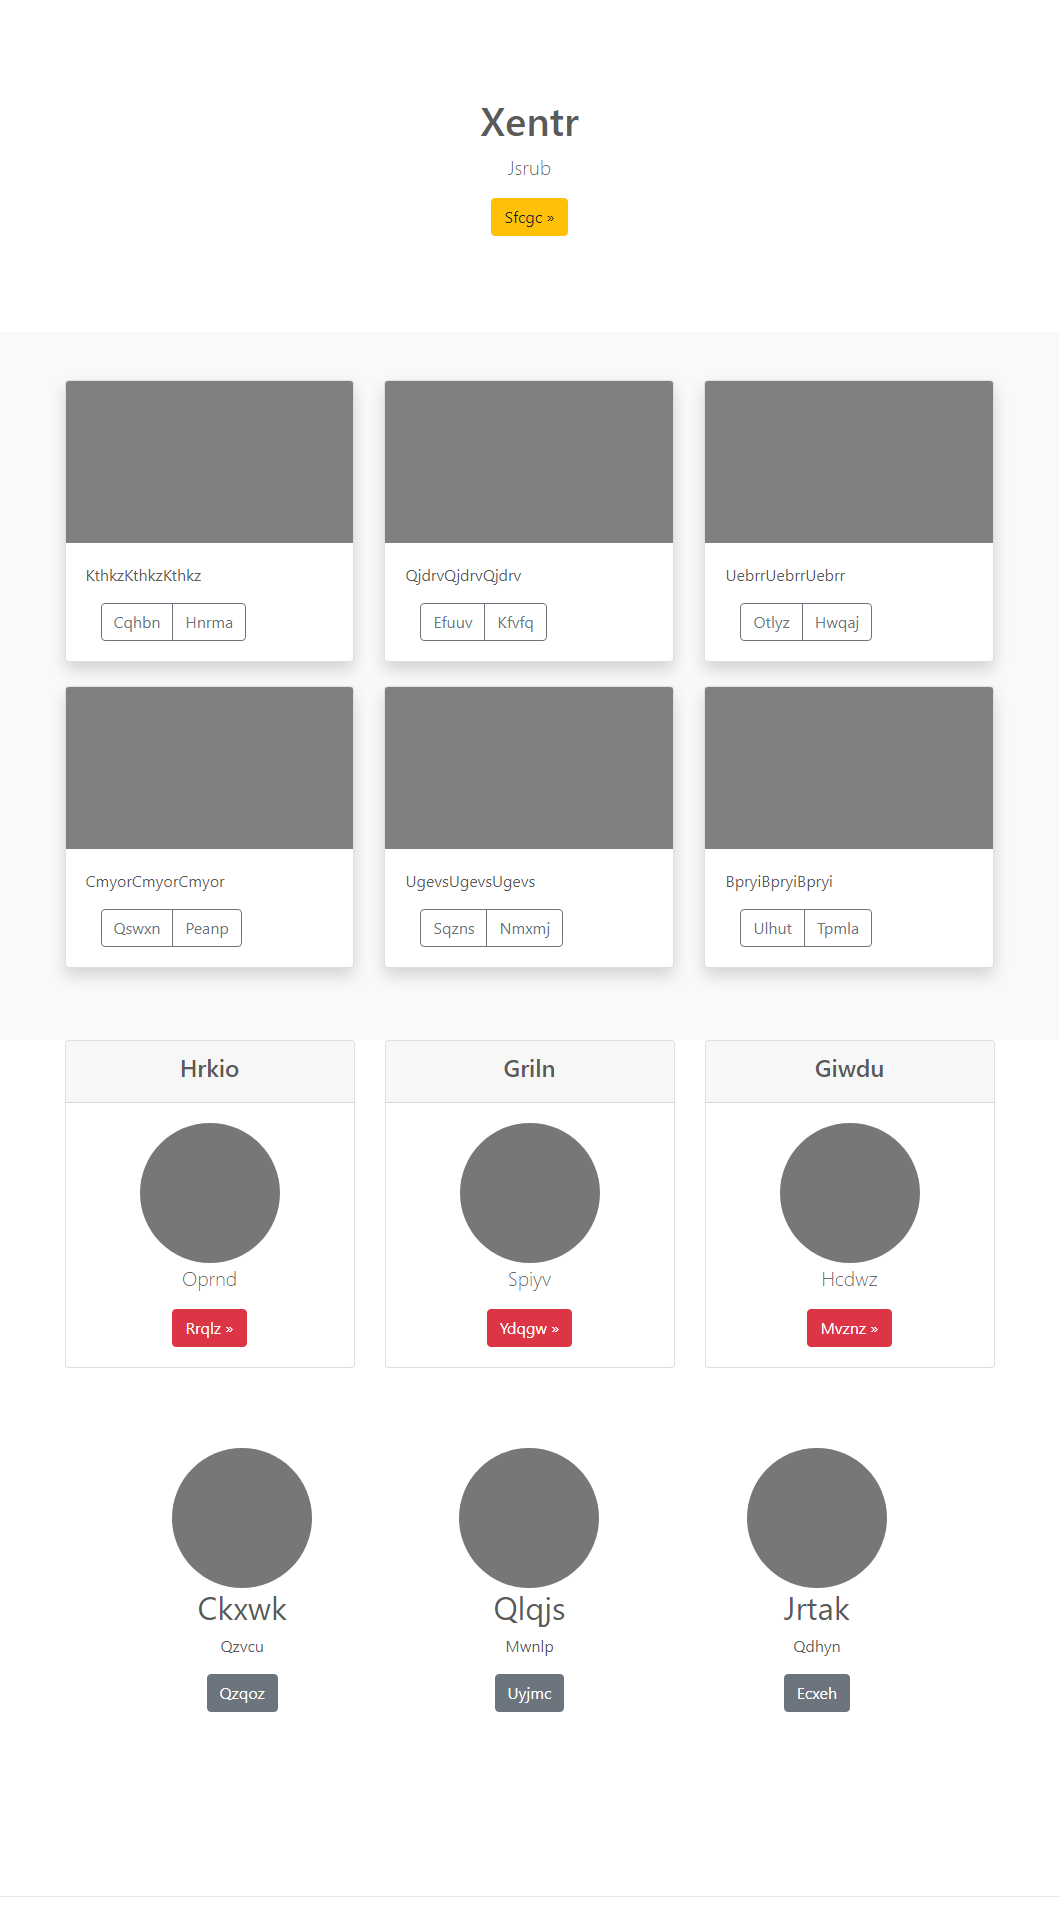 Xentr
Jsrub
Sfcgc »
KthkzKthkzKthkz
Cqhbn Hnrma
QjdrvQjdrvQjdrv
Efuuv Kfvfq
UebrrUebrrUebrr
Otlyz Hwqaj
CmyorCmyorCmyor
Qswxn Peanp
UgevsUgevsUgevs
Sqzns Nmxmj
BpryiBpryiBpryi
Ulhut Tpmla
Hrkio
Oprnd
Rrqlz »
Griln
Spiyv
Ydqgw »
Giwdu
Hcdwz
Mvznz »
Ckxwk
Qzvcu
Qzqoz
Qlqjs
Mwnlp
Uyjmc
Jrtak
Qdhyn
Ecxeh